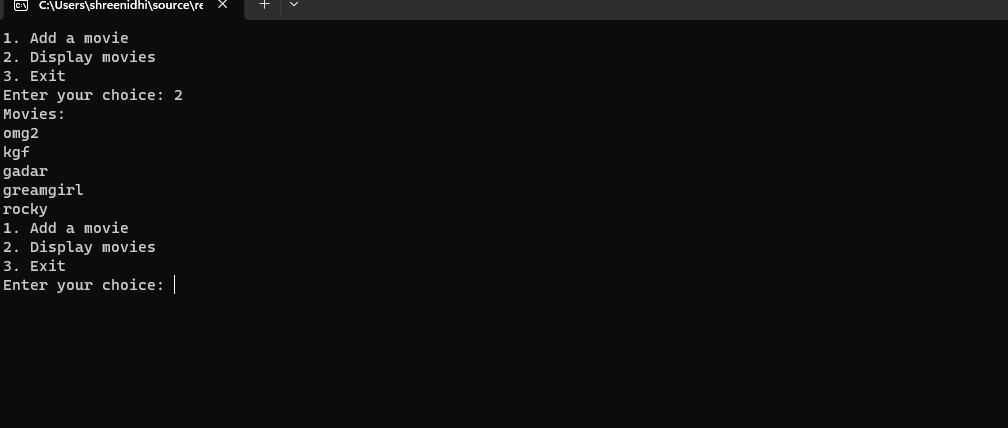 C:\Users\shreenidhi\source\re
1. Add a movie
2. Display movies
3. Exit
Enter your choice: 2
Movies:
omg2
kgf
gadar
greamgirl
rocky
1. Add a movie
2. Display movies
3. Exit
Enter your choice: